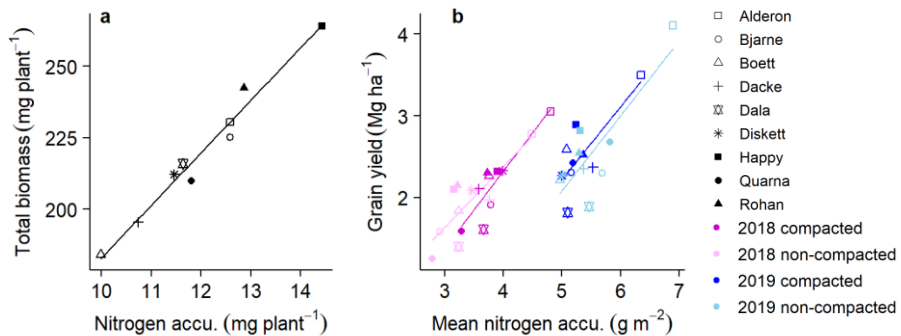 a
Total biomass (mg plant⁻¹)
250
225
200
10 11 12 13 14
Nitrogen accu. (mg plant⁻¹)
b
Grain yield (Mg ha⁻¹)
4
3
2
3 4 5 6 7
Mean nitrogen accu. (g m⁻²)
Alderon
Bjarne
Boett
Dacke
Dala
Diskett
Happy
Quarna
Rohan
2018 compacted
2018 non-compacted
2019 compacted
2019 non-compacted